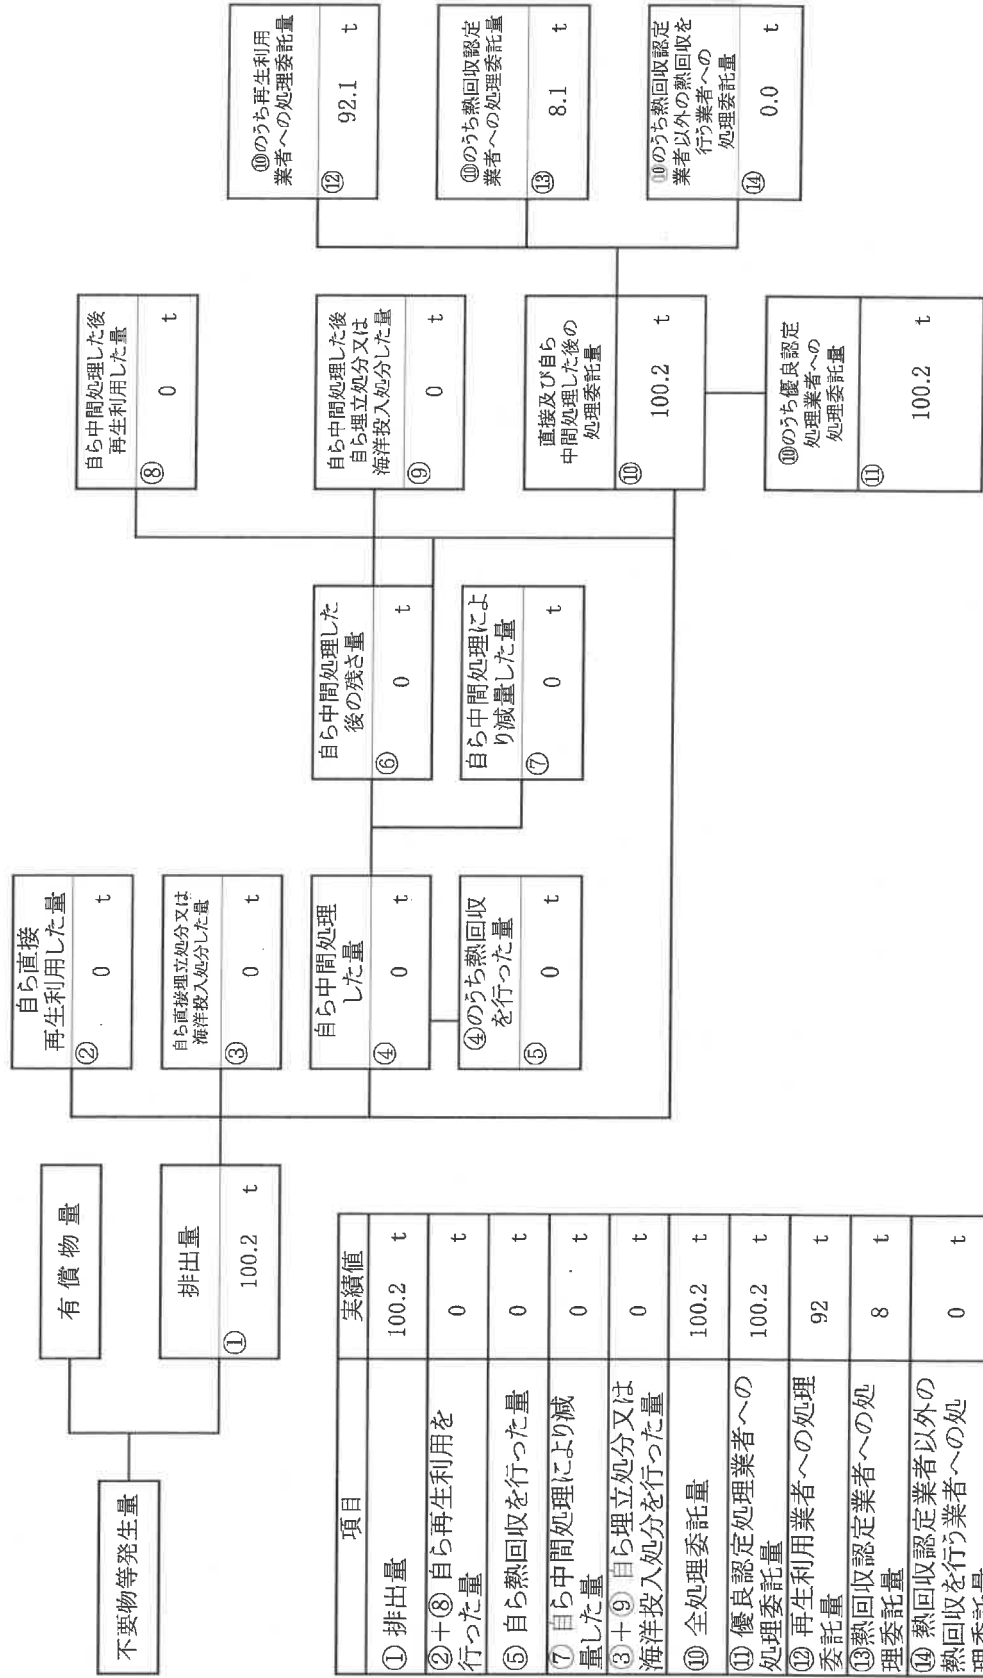 不要物等発生量
有償物量
排出量
① 100.2 t
自ら直接
再生利用した量
② 0 t
自ら直接埋立処分又は
海洋投入処分した量
③ 0 t
自ら中間処理
した量
④ 0 t
④のうち熱回収
を行った量
⑤ 0 t
自ら中間処理した
後の残さ量
⑥ 0 t
自ら中間処理によ
り減量した量
⑦ 0 t
自ら中間処理した後
再生利用した量
⑧ 0 t
自ら中間処理した後
自ら埋立処分又は
海洋投入処分した量
⑨ 0 t
直接及び自ら
中間処理した後の
処理委託量
⑩ 100.2 t
⑩のうち優良認定
処理業者への
処理委託量
⑪ 100.2 t
⑩のうち再生利用
業者への処理委託量
⑫ 92.1 t
⑩のうち熱回収認定
業者への処理委託量
⑬ 8.1 t
⑩のうち熱回収認定
業者以外の熱回収を
行う業者への
処理委託量
⑭ 0.0 t
項目 実績値
① 排出量 100.2 t
②+⑧ 自ら再生利用を
行った量 0 t
⑤ 自ら熱回収を行った量 0 t
⑦ 自ら中間処理により減
量した量 0 t
③+⑨ 自ら埋立処分又は
海洋投入処分を行った量 0 t
⑩ 全処理委託量 100.2 t
⑪ 優良認定処理業者への
処理委託量 100.2 t
⑫ 再生利用業者への処理
委託量 92 t
⑬熱回収認定業者への処
理委託量 8 t
⑭ 熱回収認定業者以外の
熱回収を行う業者への処
理委託量 0 t